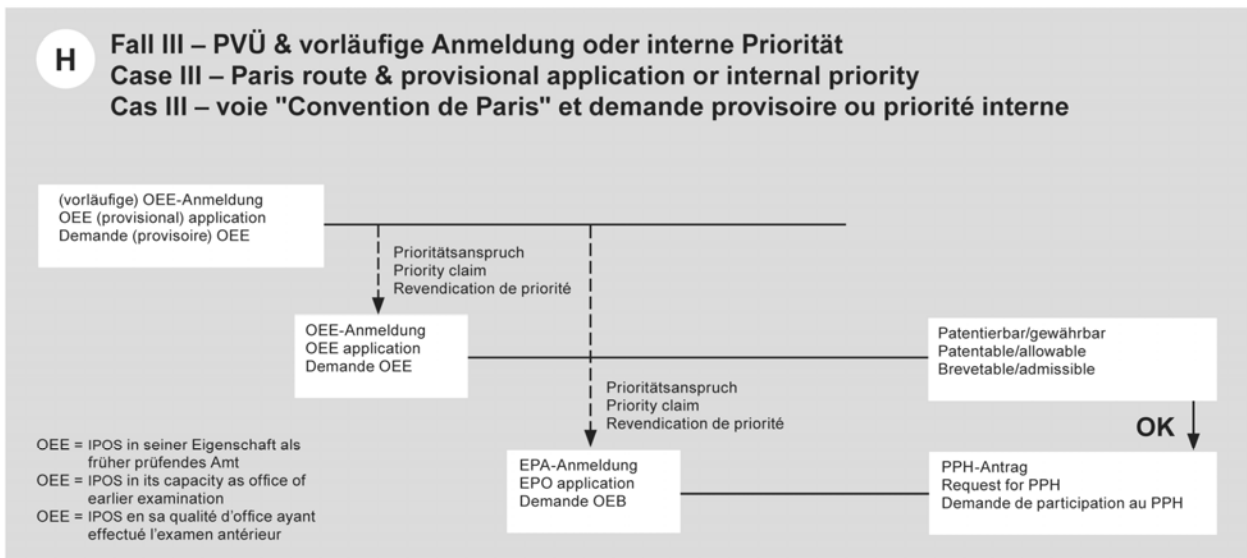 H
Fall III – PVÜ & vorläufige Anmeldung oder interne Priorität
Case III – Paris route & provisional application or internal priority
Cas III – voie "Convention de Paris" et demande provisoire ou priorité interne
(vorläufige) OEE-Anmeldung
OEE (provisional) application
Demande (provisoire) OEE
Prioritätsanspruch
Priority claim
Revendication de priorité
OEE-Anmeldung
OEE application
Demande OEE
Patentierbar/gewährbar
Patentable/allowable
Brevetable/admissible
Prioritätsanspruch
Priority claim
Revendication de priorité
OK
OEE = IPOS in seiner Eigenschaft als
früher prüfendes Amt
OEE = IPOS in its capacity as office of
earlier examination
OEE = IPOS en sa qualité d'office ayant
effectué l'examen antérieur
EPA-Anmeldung
EPO application
Demande OEB
PPH-Antrag
Request for PPH
Demande de participation au PPH